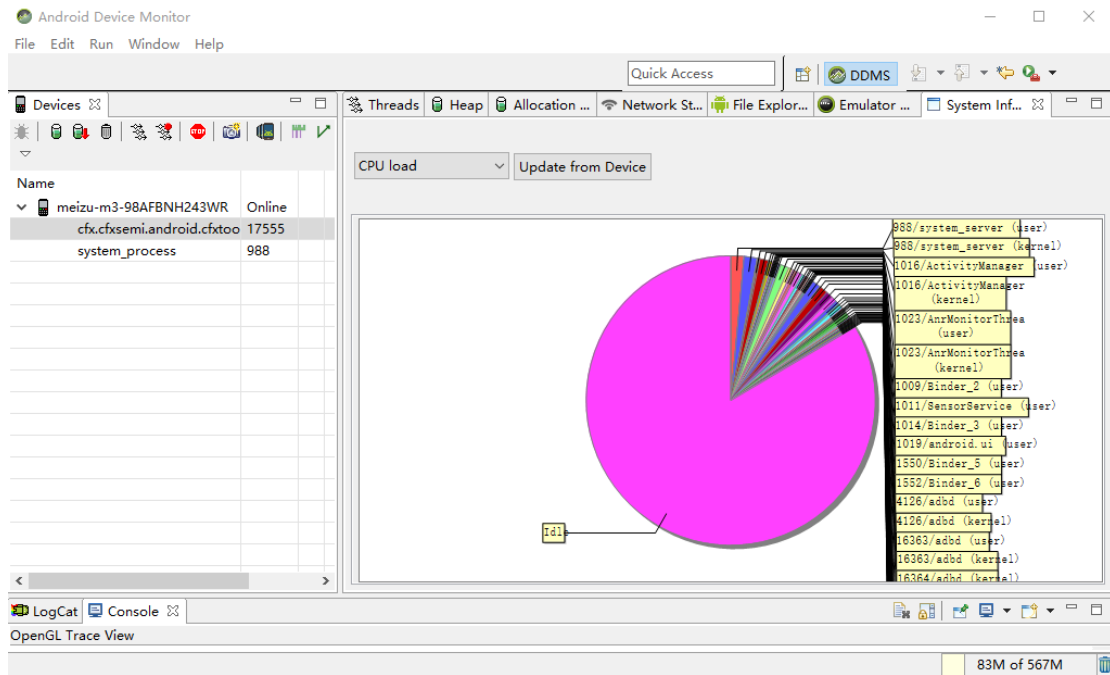 Android Device Monitor
File Edit Run Window Help
Quick Access
DDMS
Devices
Threads
Heap
Allocation ...
Network St...
File Explor...
Emulator ...
System Inf...
CPU load
Update from Device
Name
meizu-m3-98AFBNH243WR Online
cfx.cfxsemi.android.cfxtoo 17555
system_process 988
988/system_server (user)
988/system_server (kernel)
1016/ActivityManager (user)
1016/ActivityManager
(kernel)
1023/AnrMonitorThrea
(user)
1023/AnrMonitorThrea
(kernel)
1009/Binder_2 (user)
1011/SensorService (user)
1014/Binder_3 (user)
1019/android.ui (user)
1550/Binder_5 (user)
1552/Binder_6 (user)
4126/adbd (user)
4126/adbd (kernel)
16363/adbd (user)
16363/adbd (kernel)
16364/adbd (kernel)
Idle
LogCat
Console
OpenGL Trace View
83M of 567M